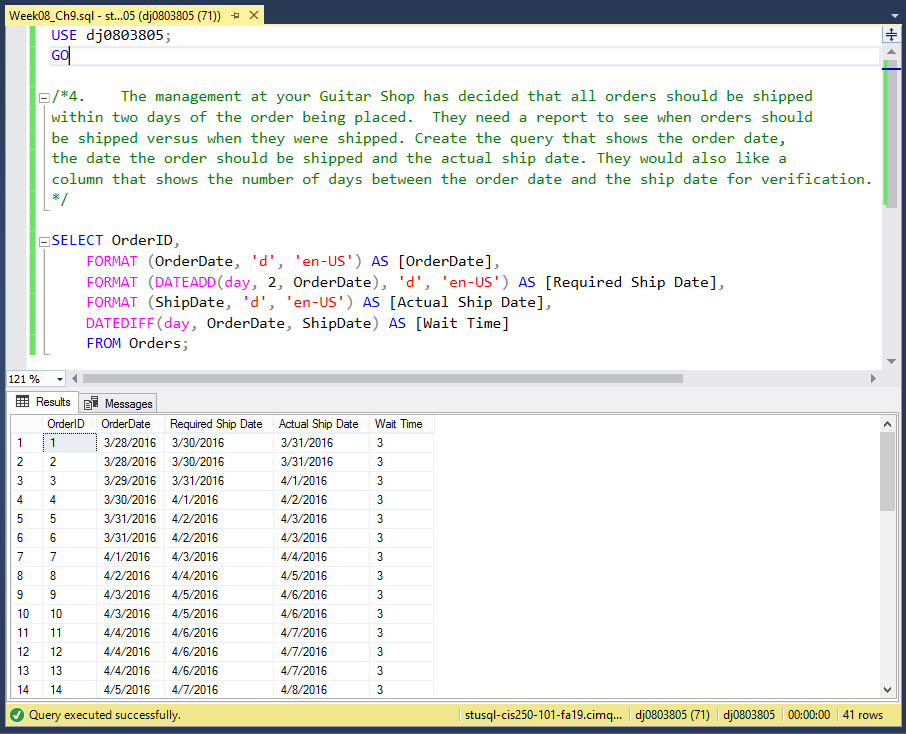 Week08_Ch9.sql - st...05 (dj0803805 (71))
USE dj0803805;
GO
/*4.    The management at your Guitar Shop has decided that all orders should be shipped
within two days of the order being placed.  They need a report to see when orders should
be shipped versus when they were shipped. Create the query that shows the order date,
the date the order should be shipped and the actual ship date. They would also like a
column that shows the number of days between the order date and the ship date for verification.
*/
SELECT OrderID,
    FORMAT (OrderDate, 'd', 'en-US') AS [OrderDate],
    FORMAT (DATEADD(day, 2, OrderDate), 'd', 'en-US') AS [Required Ship Date],
    FORMAT (ShipDate, 'd', 'en-US') AS [Actual Ship Date],
    DATEDIFF(day, OrderDate, ShipDate) AS [Wait Time]
    FROM Orders;
121 %
Results Messages
OrderID OrderDate Required Ship Date Actual Ship Date Wait Time
1 1 3/28/2016 3/30/2016 3/31/2016 3
2 2 3/28/2016 3/30/2016 3/31/2016 3
3 3 3/29/2016 3/31/2016 4/1/2016 3
4 4 3/30/2016 4/1/2016 4/2/2016 3
5 5 3/31/2016 4/2/2016 4/3/2016 3
6 6 3/31/2016 4/2/2016 4/3/2016 3
7 7 4/1/2016 4/3/2016 4/4/2016 3
8 8 4/2/2016 4/4/2016 4/5/2016 3
9 9 4/3/2016 4/5/2016 4/6/2016 3
10 10 4/3/2016 4/5/2016 4/6/2016 3
11 11 4/4/2016 4/6/2016 4/7/2016 3
12 12 4/4/2016 4/6/2016 4/7/2016 3
13 13 4/4/2016 4/6/2016 4/7/2016 3
14 14 4/5/2016 4/7/2016 4/8/2016 3
Query executed successfully. stusql-cis250-101-fa19.cimq... dj0803805 (71) dj0803805 00:00:00 41 rows